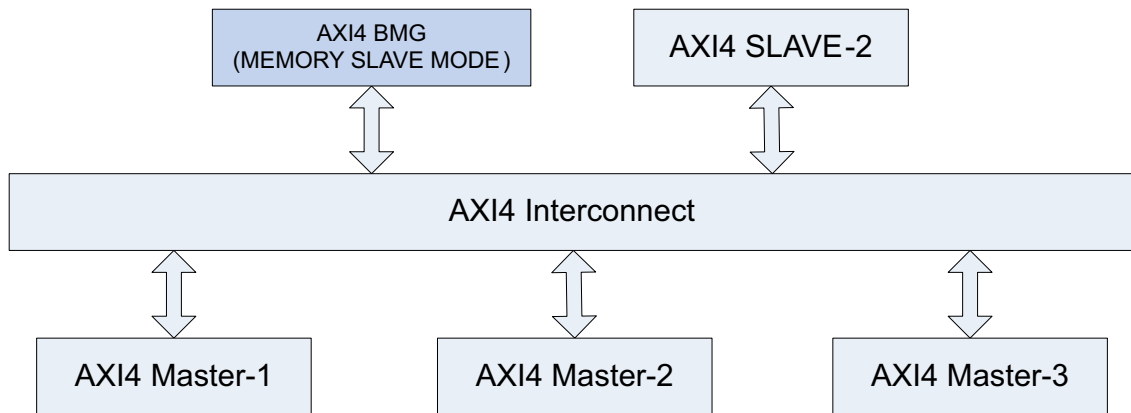 AXI4 BMG
(MEMORY SLAVE MODE)
AXI4 SLAVE-2
AXI4 Interconnect
AXI4 Master-1
AXI4 Master-2
AXI4 Master-3